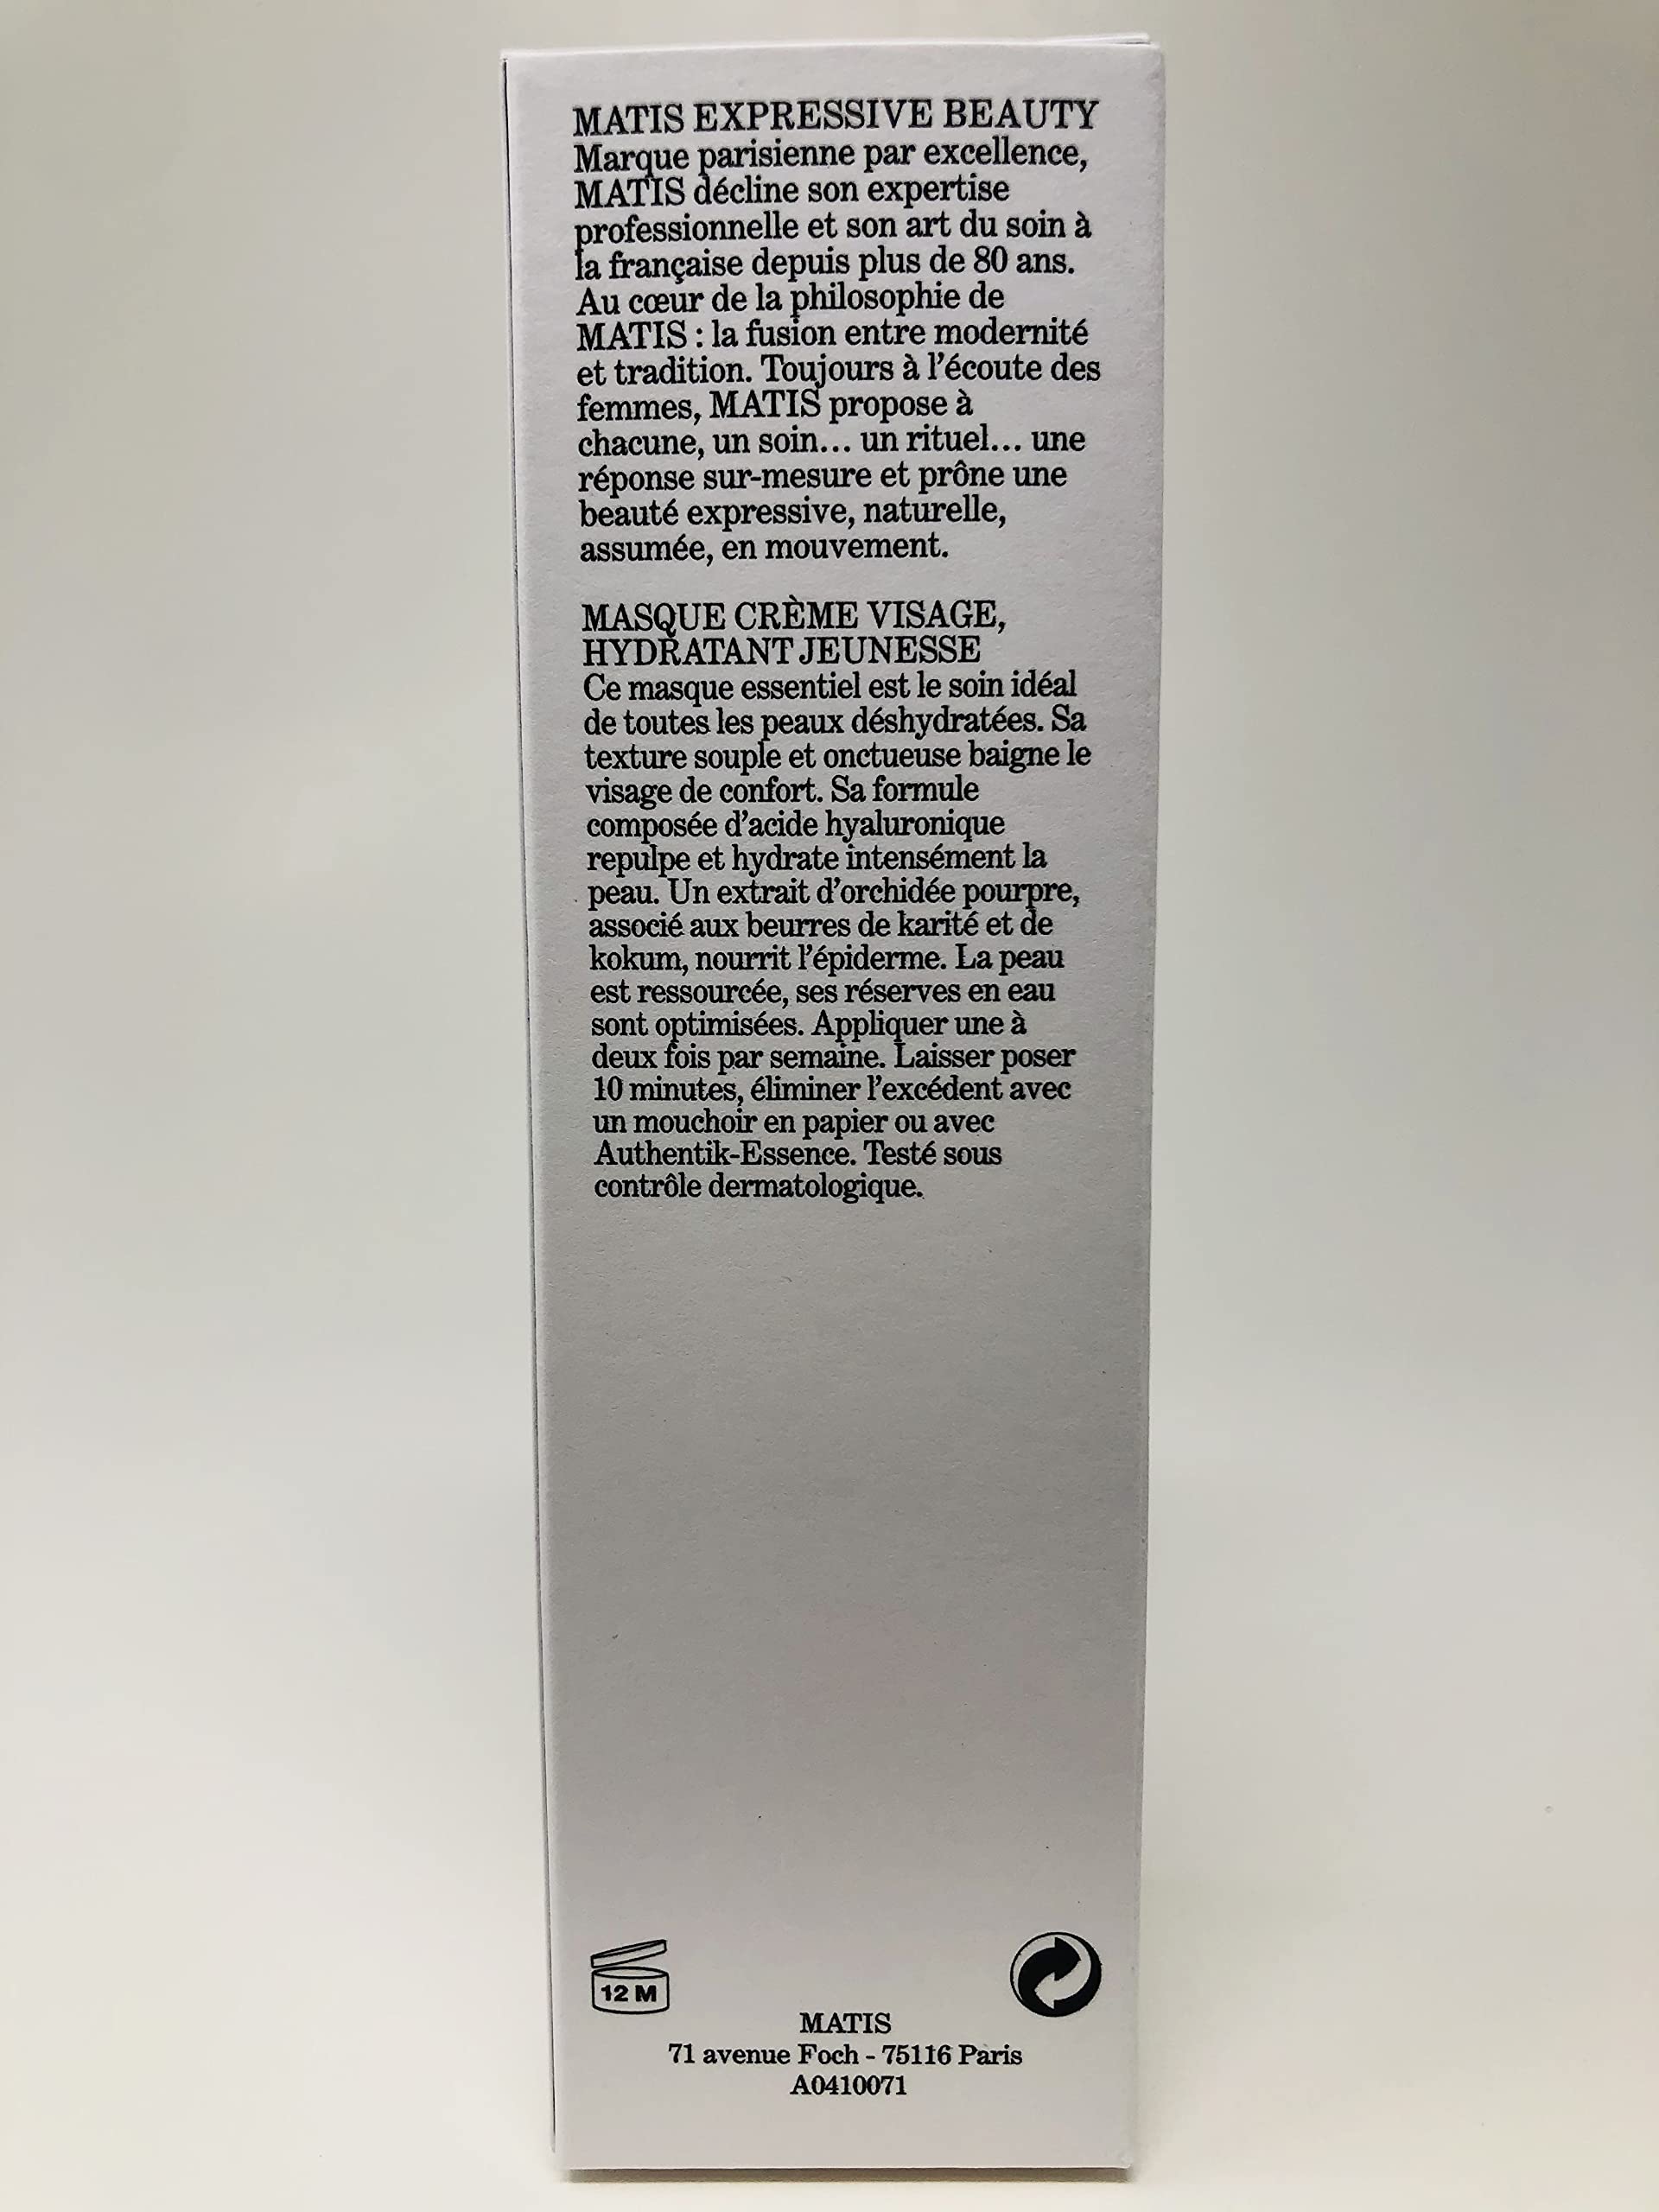 MATIS EXPRESSIVE BEAUTY
Marque parisienne par excellence,
MATIS décline son expertise
professionnelle et son art du soin à
la française depuis plus de 80 ans.
Au cœur de la philosophie de
MATIS : la fusion entre modernité
et tradition. Toujours à l'écoute des
femmes, MATIS propose à
chacune, un soin... un rituel... une
réponse sur-mesure et prône une
beauté expressive, naturelle,
assumée, en mouvement.
MASQUE CRÈME VISAGE,
HYDRATANT JEUNESSE
Ce masque essentiel est le soin idéal
de toutes les peaux déshydratées. Sa
texture souple et onctueuse baigne le
visage de confort. Sa formule
composée d'acide hyaluronique
repulpe et hydrate intensément la
peau. Un extrait d'orchidée pourpre,
associé aux beurres de karité et de
kokum, nourrit l'épiderme. La peau
est ressourcée, ses réserves en eau
sont optimisées. Appliquer une à
deux fois par semaine. Laisser poser
10 minutes, éliminer l'excédent avec
un mouchoir en papier ou avec
Authentik-Essence. Testé sous
contrôle dermatologique.
12 M
MATIS
71 avenue Foch - 75116 Paris
A0410071